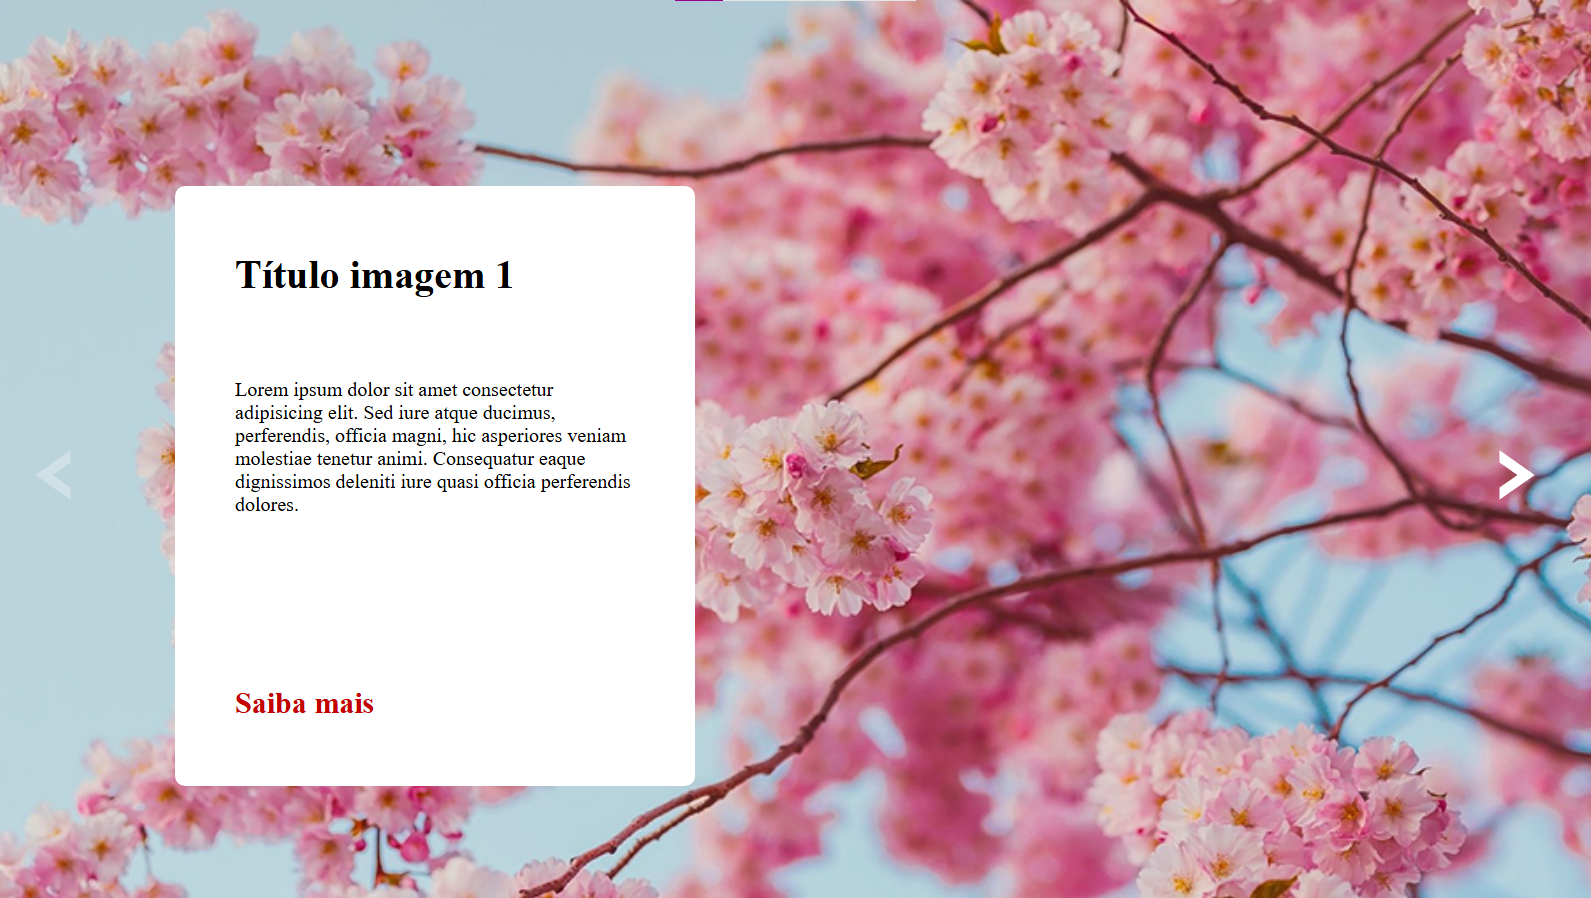 Título imagem 1
Lorem ipsum dolor sit amet consectetur
adipisicing elit. Sed iure atque ducimus,
perferendis, officia magni, hic asperiores veniam
molestiae tenetur animi. Consequatur eaque
dignissimos deleniti iure quasi officia perferendis
dolores.
Saiba mais